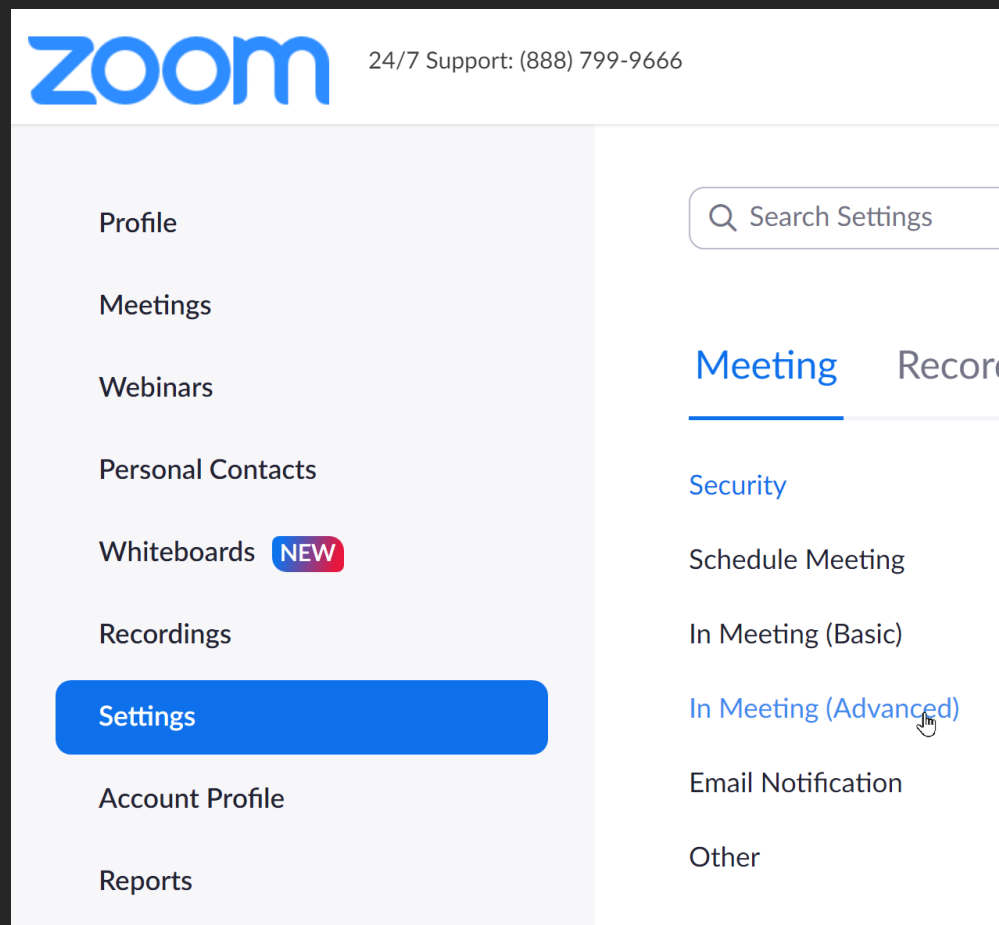 zoom
24/7 Support: (888) 799-9666
Profile
Meetings
Webinars
Personal Contacts
Whiteboards NEW
Recordings
Settings
Account Profile
Reports
Search Settings
Meeting Recor
Security
Schedule Meeting
In Meeting (Basic)
In Meeting (Advanced)
Email Notification
Other